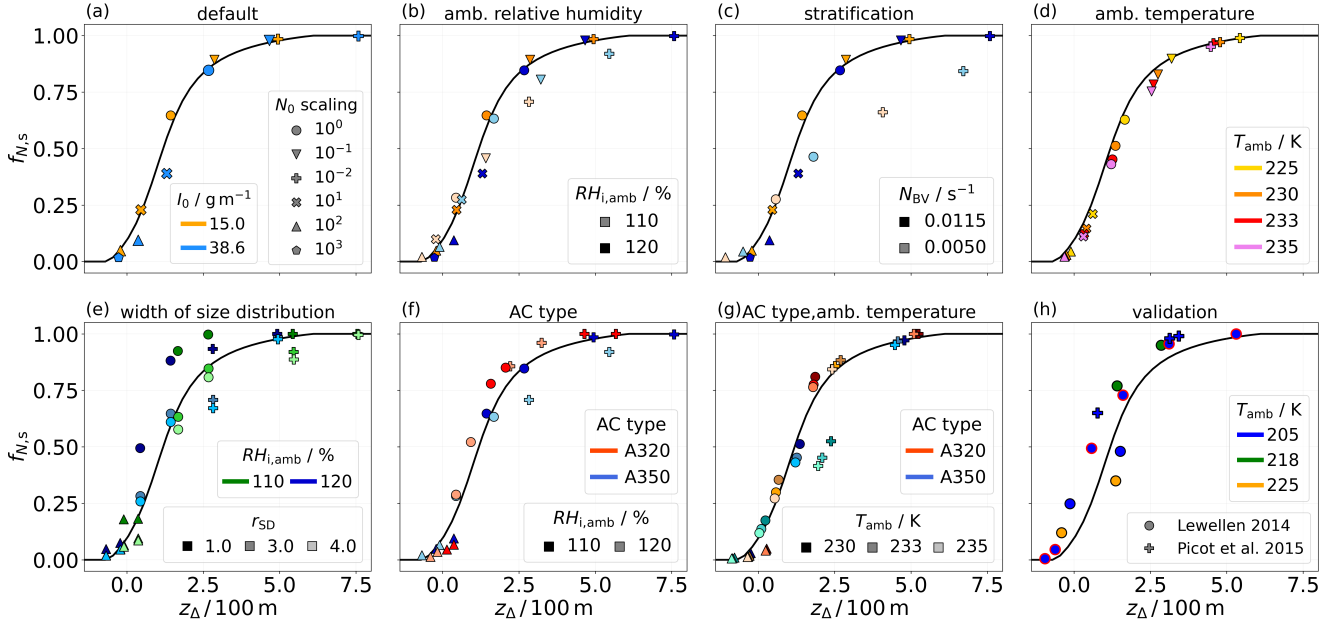 (a) default
1.00
0.75
0.50
0.25
0.00
f_{N,s}
N_0 scaling
10^0
10^{-1}
10^{-2}
10^1
10^2
10^3
I_0 / g m^{-1}
15.0
38.6
(b) amb. relative humidity
RH_{i,amb} / %
110
120
(c) stratification
N_{BV} / s^{-1}
0.0115
0.0050
(d) amb. temperature
T_{amb} / K
225
230
233
235
(e) width of size distribution
1.00
0.75
0.50
0.25
0.00
f_{N,s}
RH_{i,amb} / %
110 120
r_{SD}
1.0 3.0 4.0
0.0 2.5 5.0 7.5
z_Δ / 100 m
(f) AC type
AC type
A320
A350
RH_{i,amb} / %
110 120
0.0 2.5 5.0 7.5
z_Δ / 100 m
(g) AC type,amb. temperature
AC type
A320
A350
T_{amb} / K
230 233 235
0.0 2.5 5.0 7.5
z_Δ / 100 m
(h) validation
T_{amb} / K
205
218
225
Lewellen 2014
Picot et al. 2015
0.0 2.5 5.0 7.5
z_Δ / 100 m